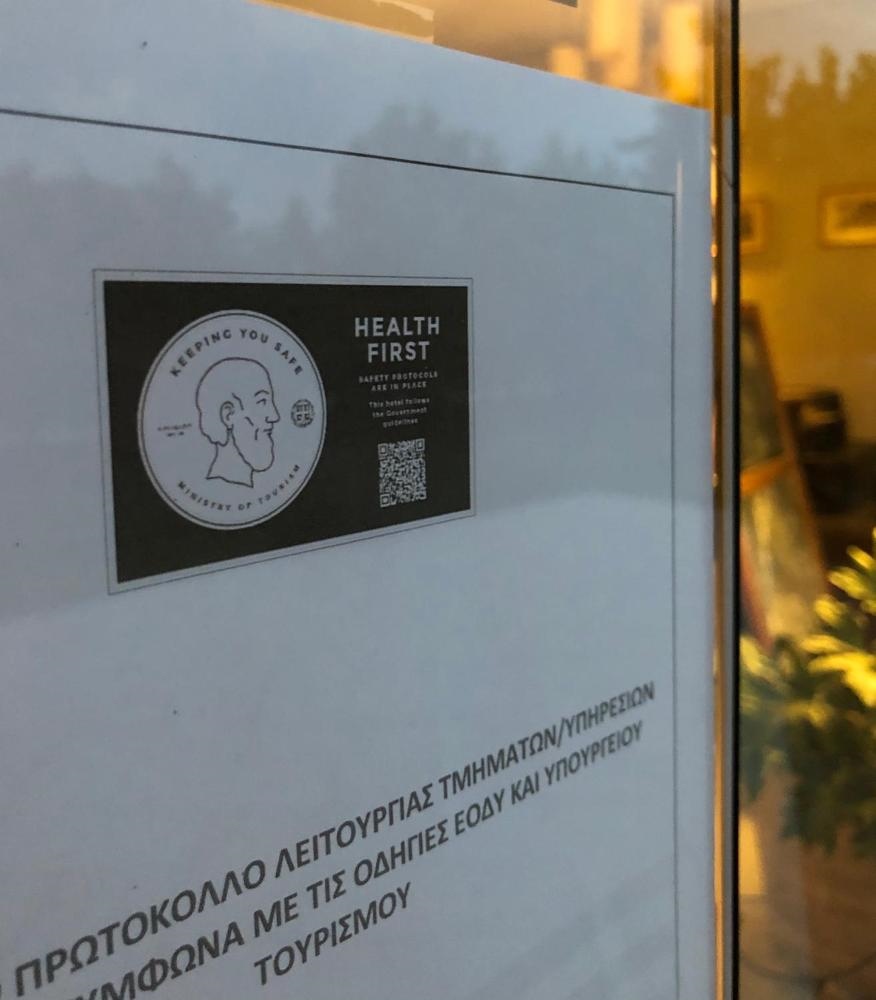 KEEPING YOU SAFE
MINISTRY OF TOURISM
HEALTH
FIRST
SAFETY PROTOCOLS
ARE IN PLACE
This hotel follows
the Government
guidelines
ΠΡΩΤΟΚΟΛΛΟ ΛΕΙΤΟΥΡΓΙΑΣ ΤΜΗΜΑΤΩΝ/ΥΠΗΡΕΣΙΩΝ
ΥΜΦΩΝΑ ΜΕ ΤΙΣ ΟΔΗΓΙΕΣ ΕΟΔΥ ΚΑΙ ΥΠΟΥΡΓΕΙΟΥ
ΤΟΥΡΙΣΜΟΥ